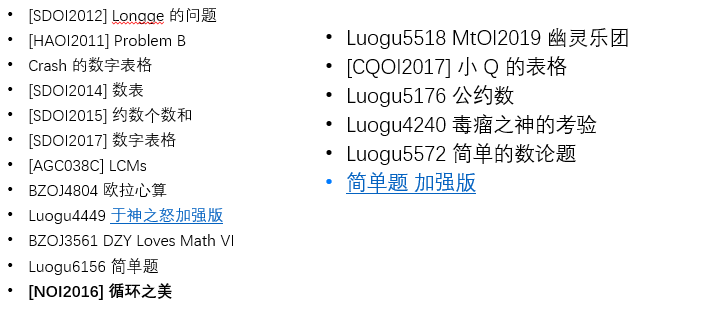 [SDOI2012] Longge 的问题
[HAOI2011] Problem B
Crash 的数字表格
[SDOI2014] 数表
[SDOI2015] 约数个数和
[SDOI2017] 数字表格
[AGC038C] LCMs
BZOJ4804 欧拉心算
Luogu4449 于神之怒加强版
BZOJ3561 DZY Loves Math VI
Luogu6156 简单题
[NOI2016] 循环之美
Luogu5518 MtOI2019 幽灵乐团
[CQOI2017] 小 Q 的表格
Luogu5176 公约数
Luogu4240 毒瘤之神的考验
Luogu5572 简单的数论题
简单题 加强版